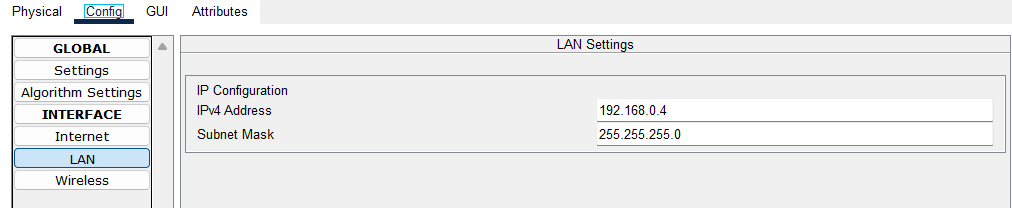 Physical Config GUI Attributes
GLOBAL
Settings
Algorithm Settings
INTERFACE
Internet
LAN
Wireless
LAN Settings
IP Configuration
IPv4 Address 192.168.0.4
Subnet Mask 255.255.255.0